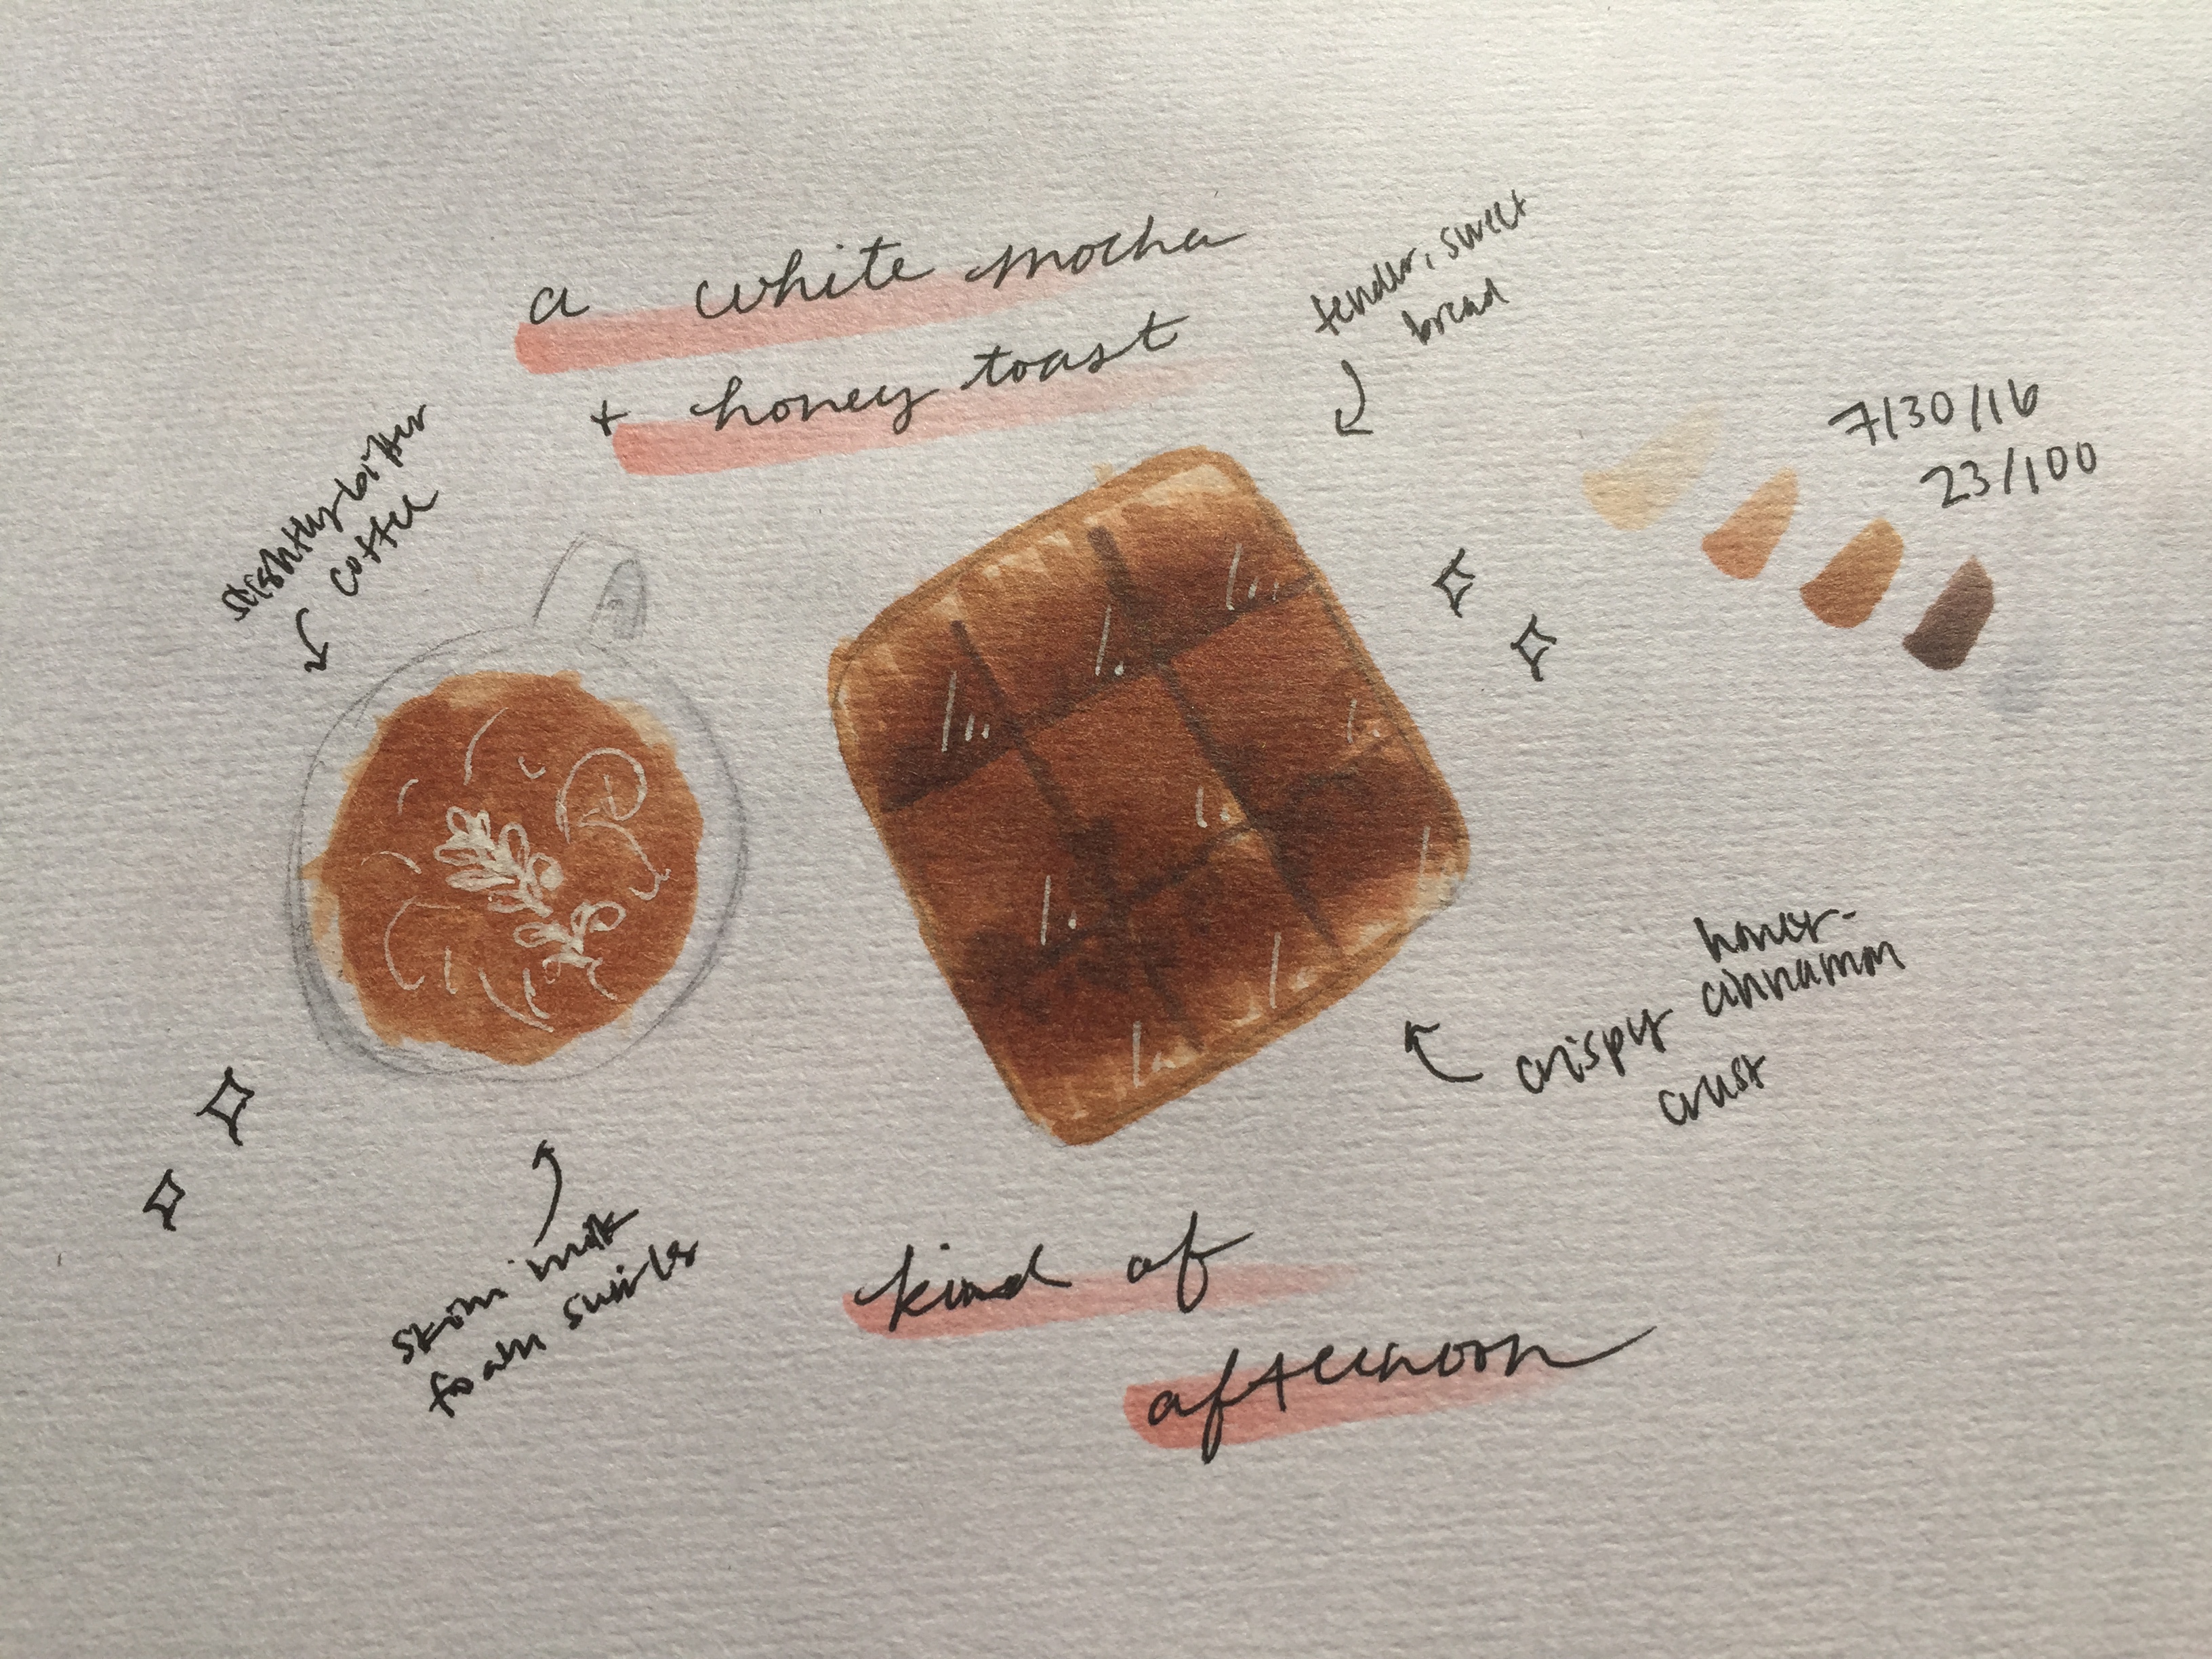 a white mocha
+ honey toast
slightly bitter
coffee
tender, sweet
bread
7/30/16
23/100
skim milk
foam swirls
kind of
afternoon
honey-
crispy cinnamon
crust